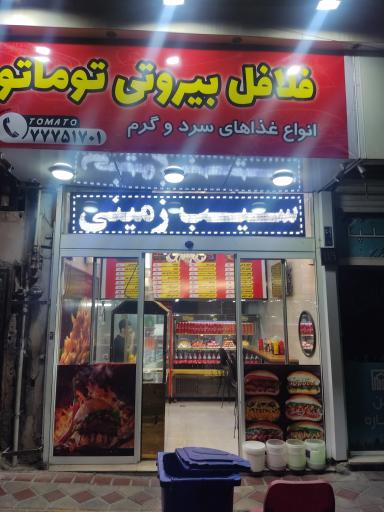 فلافل بیروتی توماتو
انواع غذاهای سرد و گرم
TOMATO
۷۷۷۵۱۷۰۱
سیب زمینی